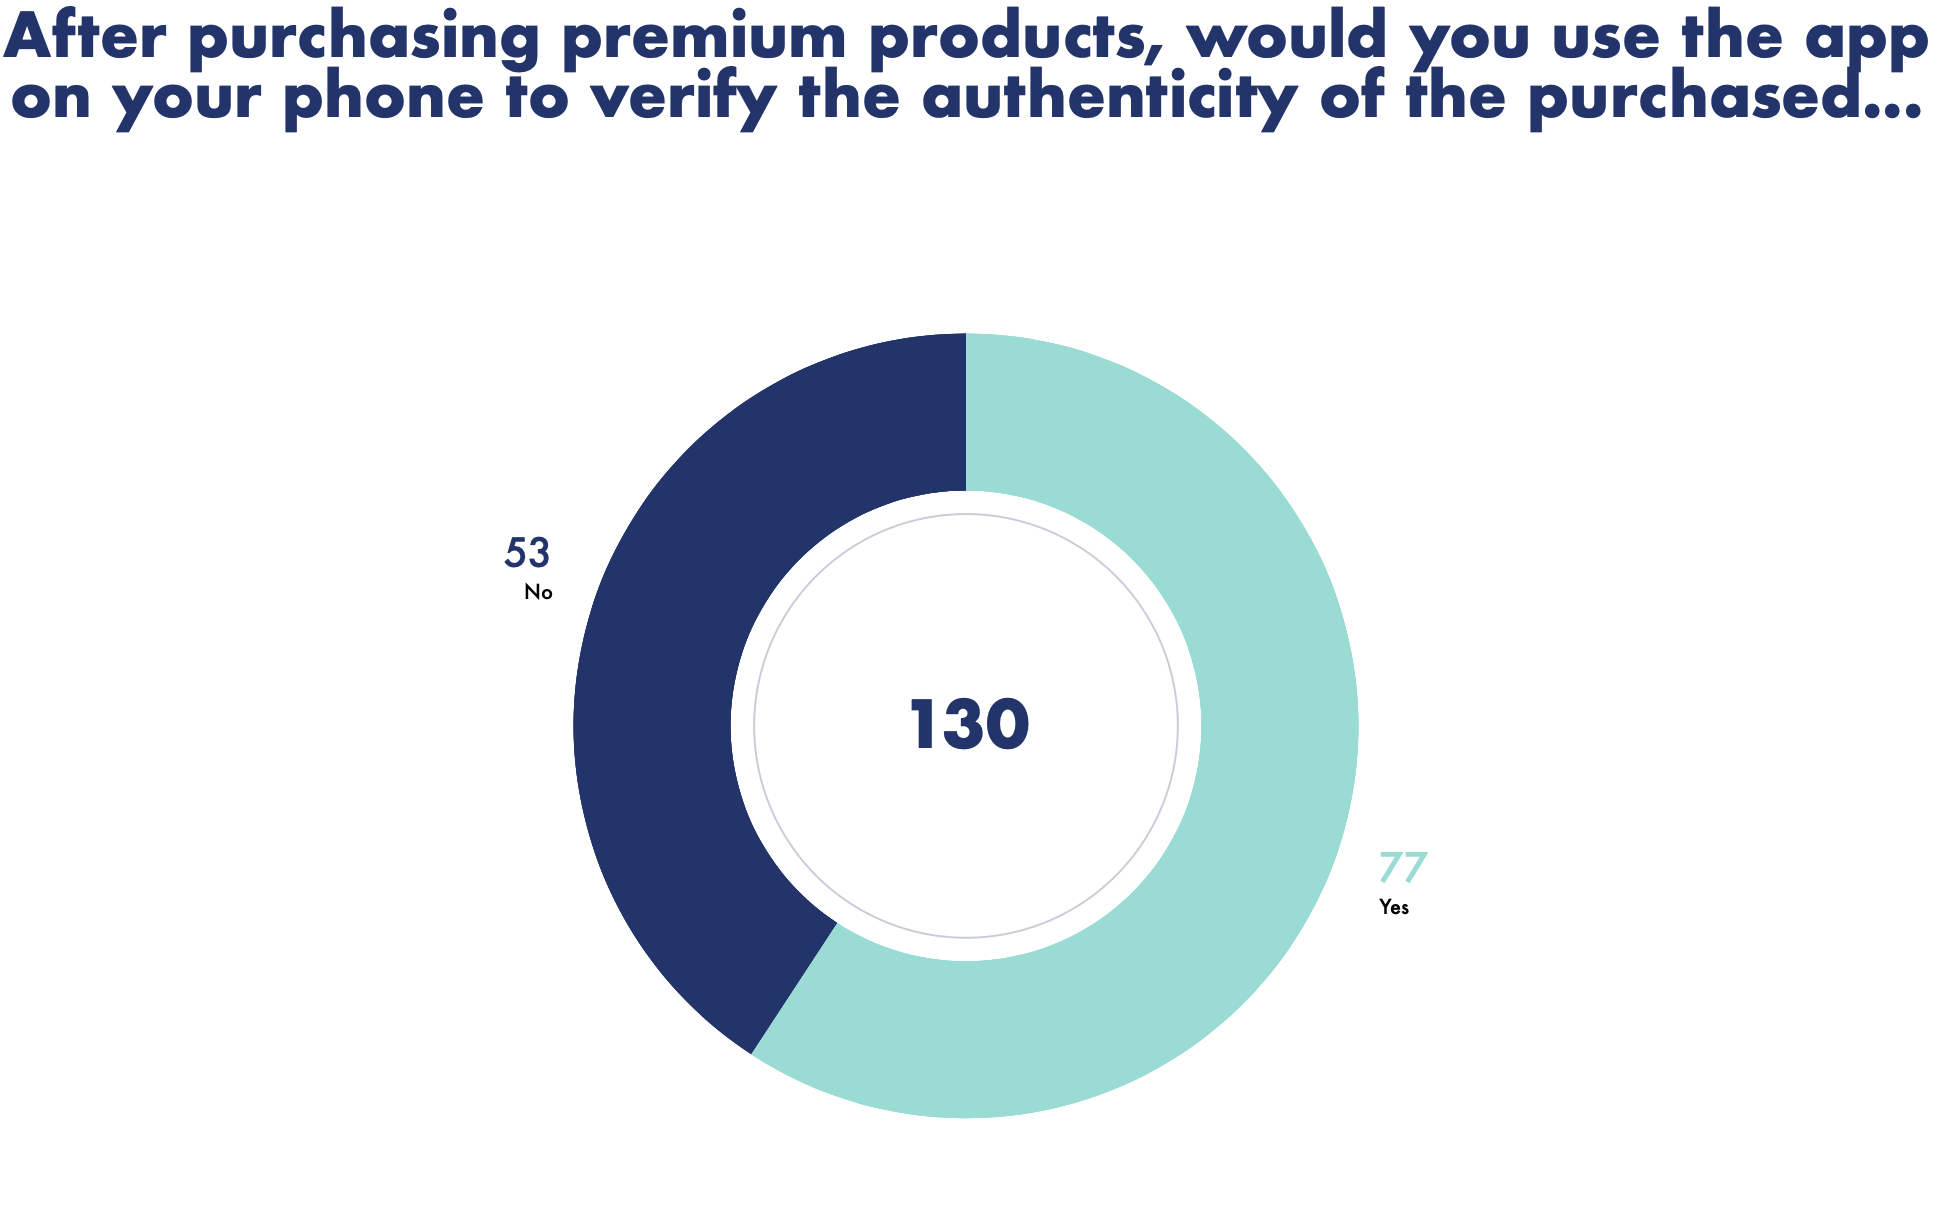 After purchasing premium products, would you use the app
on your phone to verify the authenticity of the purchased...
53
No
130
77
Yes